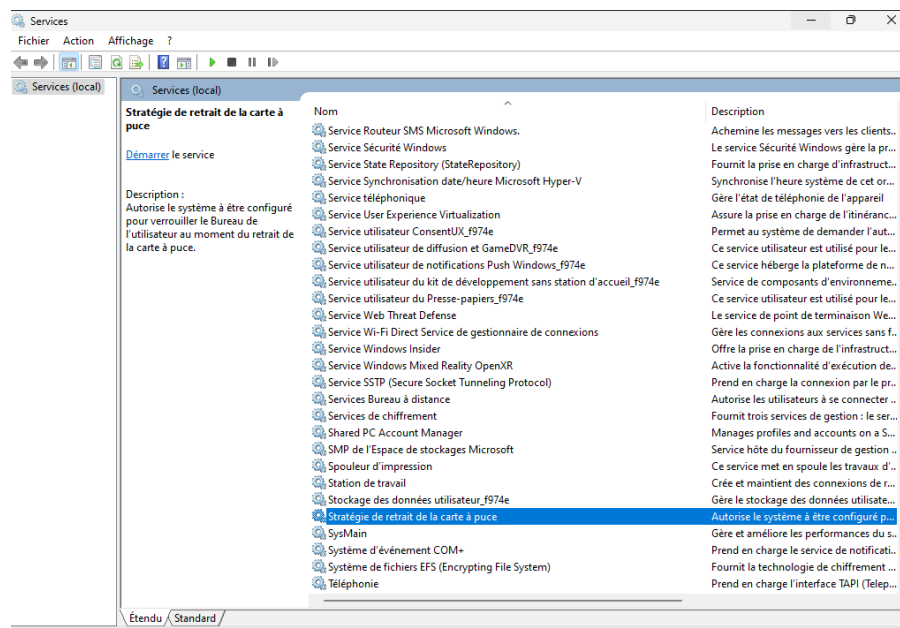 Services
Fichier Action Affichage ?
Services (local)
Services (local)
Stratégie de retrait de la carte à
puce
Démarrer le service
Description :
Autorise le système à être configuré
pour verrouiller le Bureau de
l'utilisateur au moment du retrait de
la carte à puce.
Nom Description
Service Routeur SMS Microsoft Windows. Achemine les messages vers les clients...
Service Sécurité Windows Le service Sécurité Windows gère la pr...
Service State Repository (StateRepository) Fournit la prise en charge d'infrastruct...
Service Synchronisation date/heure Microsoft Hyper-V Synchronise l'heure système de cet or...
Service téléphonique Gère l'état de téléphonie de l'appareil
Service User Experience Virtualization Assure la prise en charge de l'itinéranc...
Service utilisateur ConsentUX_f974e Permet au système de demander l'aut...
Service utilisateur de diffusion et GameDVR_f974e Ce service utilisateur est utilisé pour le...
Service utilisateur de notifications Push Windows_f974e Ce service héberge la plateforme de n...
Service utilisateur du kit de développement sans station d'accueil_f974e Service de composants d'environneme...
Service utilisateur du Presse-papiers_f974e Ce service utilisateur est utilisé pour le...
Service Web Threat Defense Le service de point de terminaison We...
Service Wi-Fi Direct Service de gestionnaire de connexions Gère les connexions aux services sans f...
Service Windows Insider Offre la prise en charge de l'infrastruct...
Service Windows Mixed Reality OpenXR Active la fonctionnalité d'exécution de...
Service SSTP (Secure Socket Tunneling Protocol) Prend en charge la connexion par le pr...
Services Bureau à distance Autorise les utilisateurs à se connecter ...
Services de chiffrement Fournit trois services de gestion : le ser...
Shared PC Account Manager Manages profiles and accounts on a S...
SMP de l'Espace de stockages Microsoft Service hôte du fournisseur de gestion ...
Spouleur d'impression Ce service met en spoule les travaux d'...
Station de travail Crée et maintient des connexions de r...
Stockage des données utilisateur_f974e Gère le stockage des données utilisate...
Stratégie de retrait de la carte à puce Autorise le système à être configuré p...
SysMain Gère et améliore les performances du s...
Système d'événement COM+ Prend en charge le service de notificati...
Système de fichiers EFS (Encrypting File System) Fournit la technologie de chiffrement ...
Téléphonie Prend en charge l'interface TAPI (Telep...
Étendu Standard